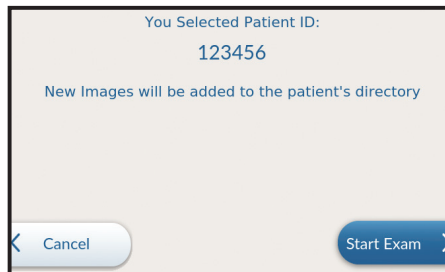 You Selected Patient ID:
123456
New Images will be added to the patient's directory
Cancel
Start Exam